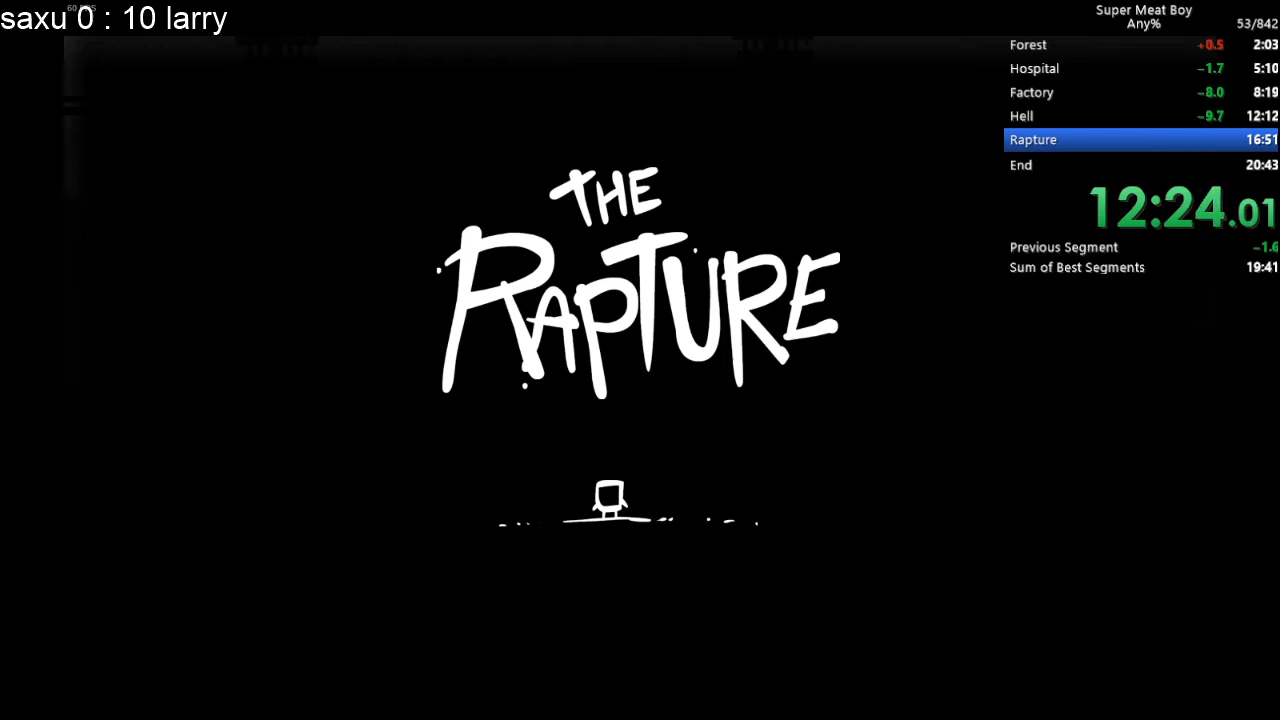 60 FPS
saxu 0 : 10 larry
Super Meat Boy
Any% 53/842
Forest +0.5 2:03
Hospital -1.7 5:10
Factory -8.0 8:19
Hell -9.7 12:12
Rapture 16:51
End 20:43
12:24.01
Previous Segment -1.6
Sum of Best Segments 19:41
THE
RAPTURE